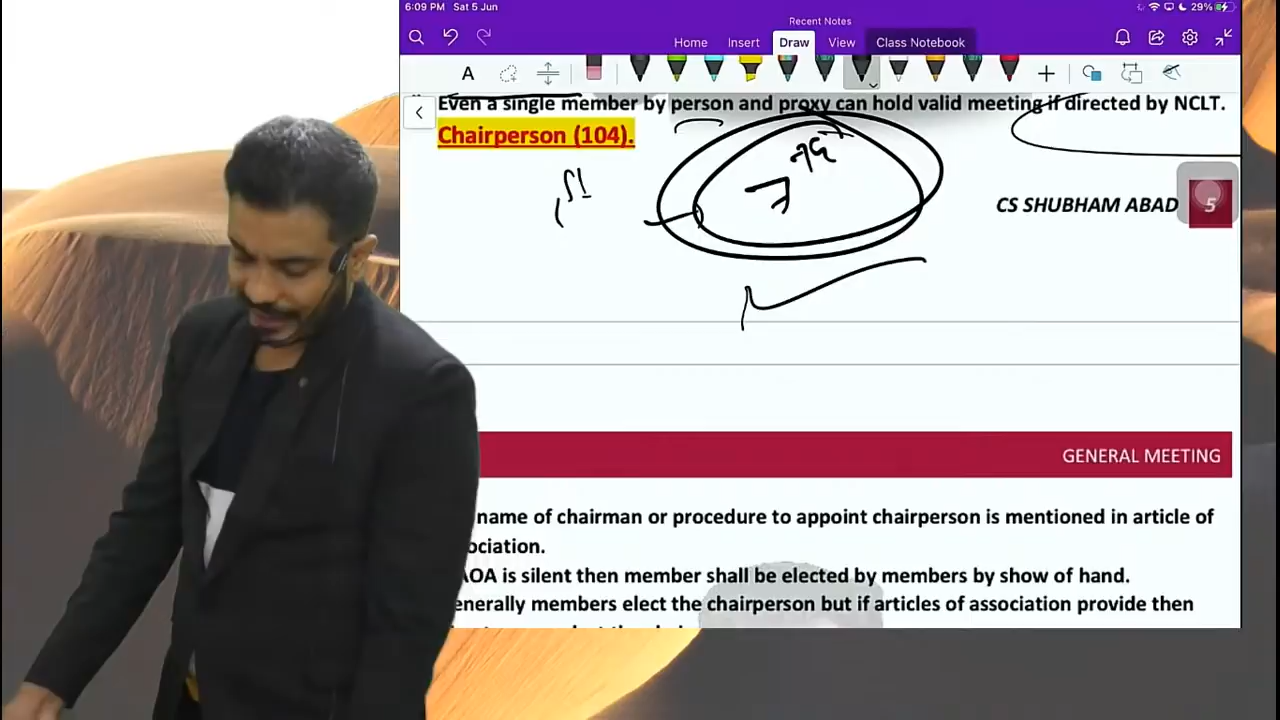 6:09 PM Sat 5 Jun
29%
Recent Notes
Home Insert Draw View Class Notebook
A
Even a single member by person and proxy can hold valid meeting if directed by NCLT.
Chairperson (104).
CS SHUBHAM ABAD
5
GENERAL MEETING
name of chairman or procedure to appoint chairperson is mentioned in article of
ociation.
AOA is silent then member shall be elected by members by show of hand.
enerally members elect the chairperson but if articles of association provide then